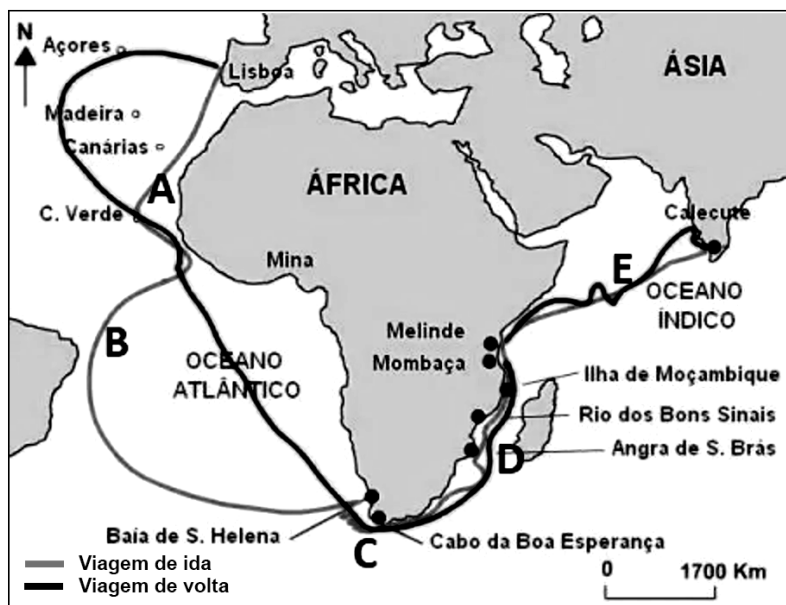 N
Açores
Lisboa
ÁSIA
Madeira
Canárias
A
ÁFRICA
C. Verde
Calecute
Mina
E
OCEANO
ÍNDICO
B
Melinde
OCEANO
ATLÂNTICO
Mombaça
Ilha de Moçambique
Rio dos Bons Sinais
D
Angra de S. Brás
Baía de S. Helena
C
Cabo da Boa Esperança
Viagem de ida
Viagem de volta
0 1700 Km